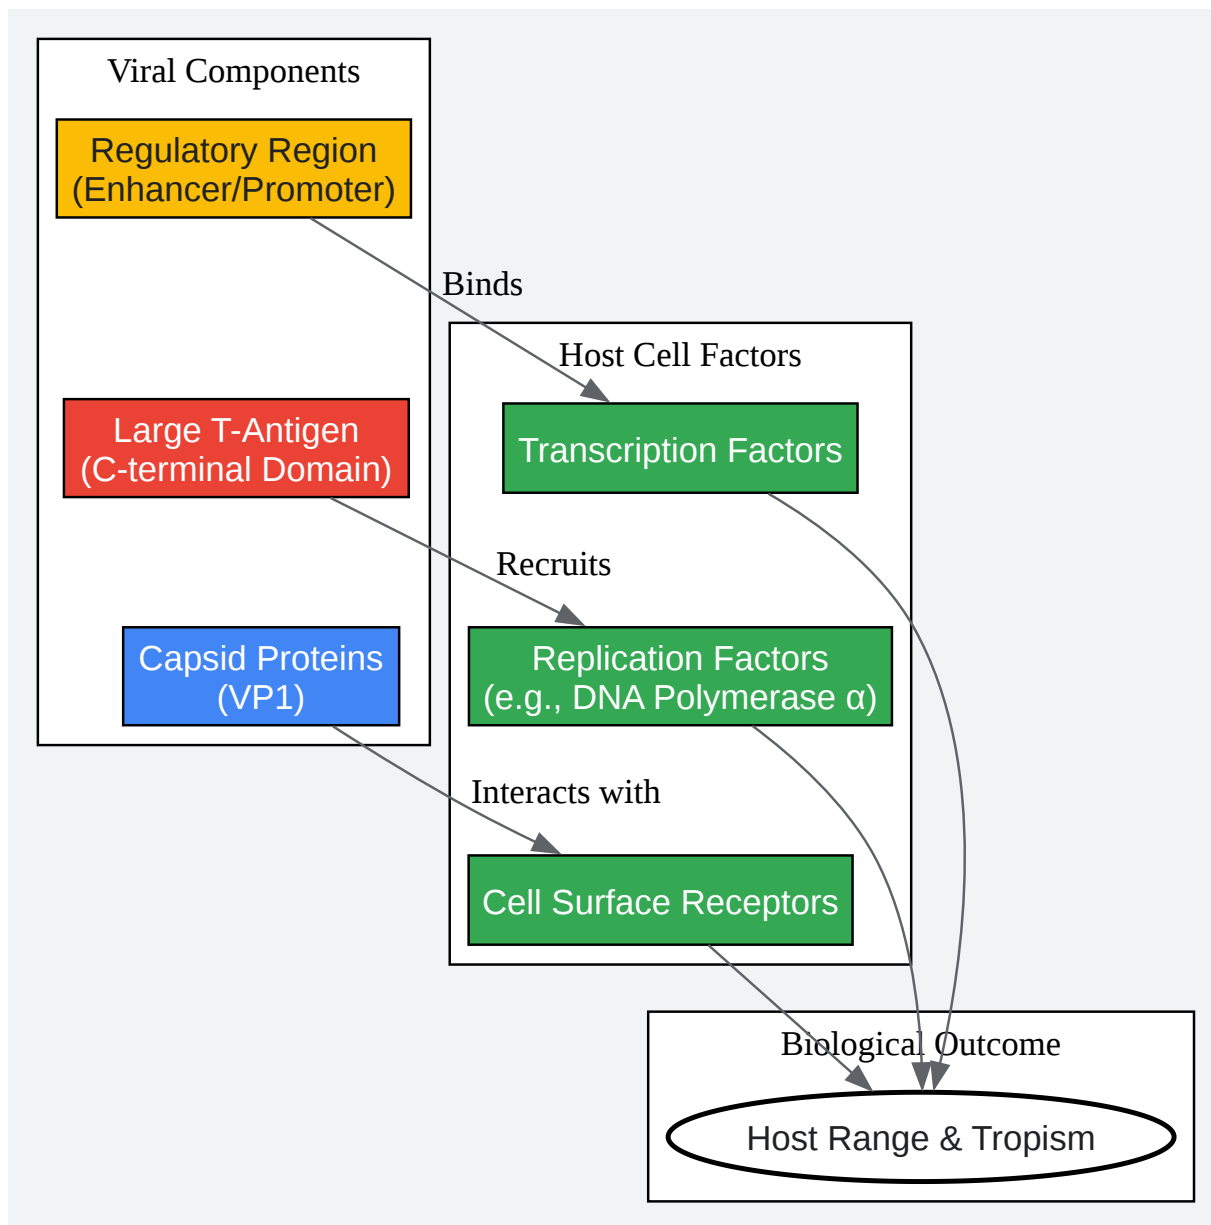 Viral Components
Regulatory Region
(Enhancer/Promoter)
Binds
Host Cell Factors
Transcription Factors
Large T-Antigen
(C-terminal Domain)
Recruits
Replication Factors
(e.g., DNA Polymerase α)
Capsid Proteins
(VP1)
Interacts with
Cell Surface Receptors
Biological Outcome
Host Range & Tropism